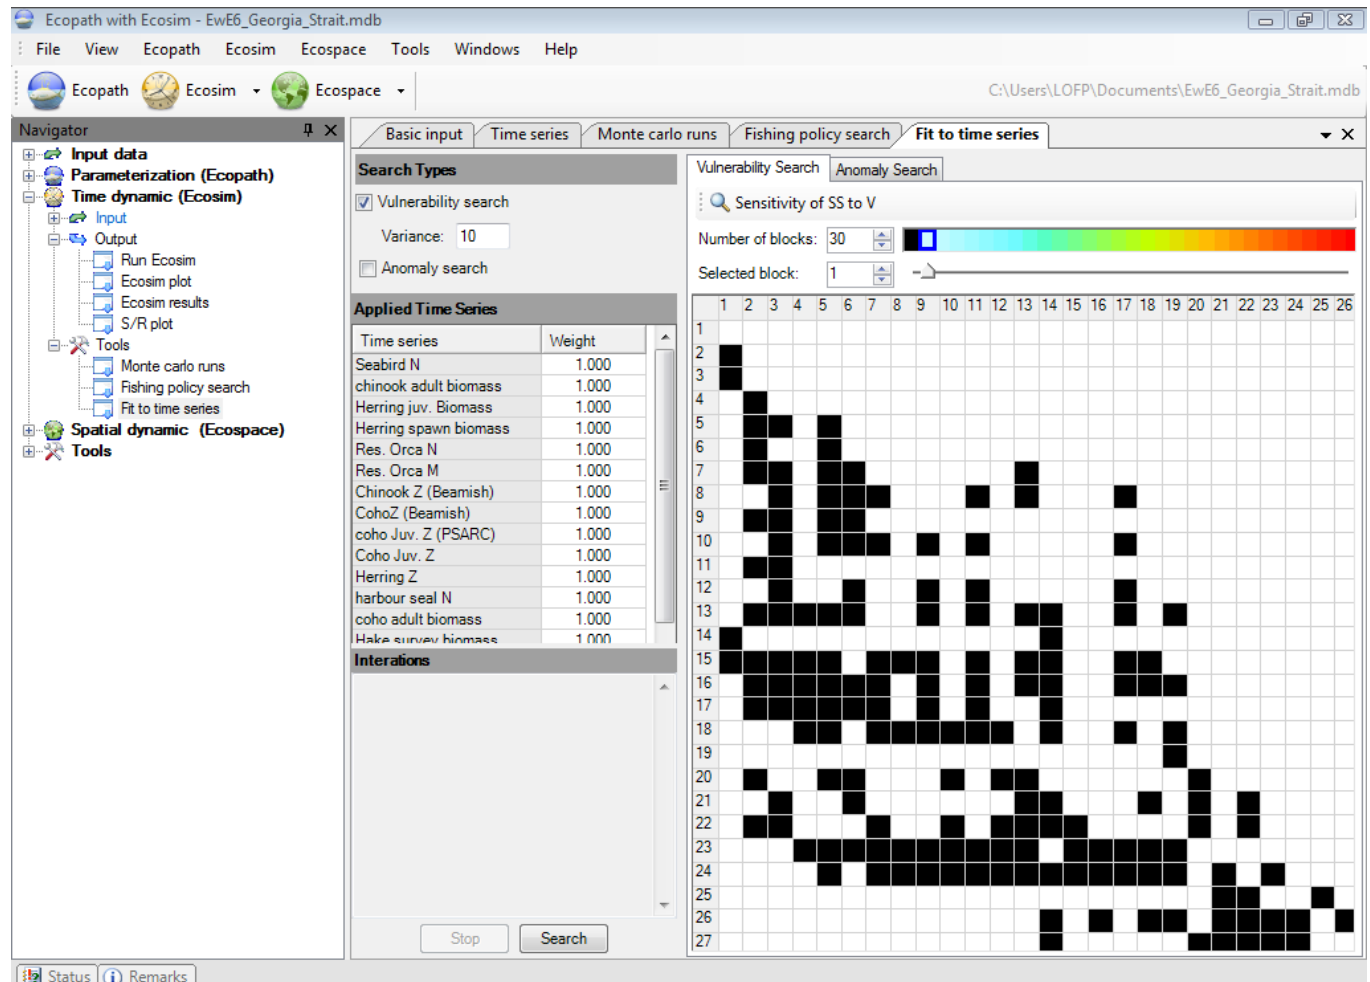 Ecopath with Ecosim - EwE6_Georgia_Strait.mdb
File View Ecopath Ecosim Ecospace Tools Windows Help
Ecopath Ecosim Ecospace C:\Users\LOFP\Documents\EwE6_Georgia_Strait.mdb
Navigator
Input data
Parameterization (Ecopath)
Time dynamic (Ecosim)
Input
Output
Run Ecosim
Ecosim plot
Ecosim results
S/R plot
Tools
Monte carlo runs
Fishing policy search
Fit to time series
Spatial dynamic (Ecospace)
Tools
Basic input Time series Monte carlo runs Fishing policy search Fit to time series
Search Types
Vulnerability search
Variance: 10
Anomaly search
Applied Time Series
Time series Weight
Seabird N 1.000
chinook adult biomass 1.000
Herring juv. Biomass 1.000
Herring spawn biomass 1.000
Res. Orca N 1.000
Res. Orca M 1.000
Chinook Z (Beamish) 1.000
CohoZ (Beamish) 1.000
coho Juv. Z (PSARC) 1.000
Coho Juv. Z 1.000
Herring Z 1.000
harbour seal N 1.000
coho adult biomass 1.000
Hake survey biomass 1.000
Interations
Stop Search
Vulnerability Search Anomaly Search
Sensitivity of SS to V
Number of blocks: 30
Selected block: 1
1 2 3 4 5 6 7 8 9 10 11 12 13 14 15 16 17 18 19 20 21 22 23 24 25 26
1
2
3
4
5
6
7
8
9
10
11
12
13
14
15
16
17
18
19
20
21
22
23
24
25
26
27
Status Remarks